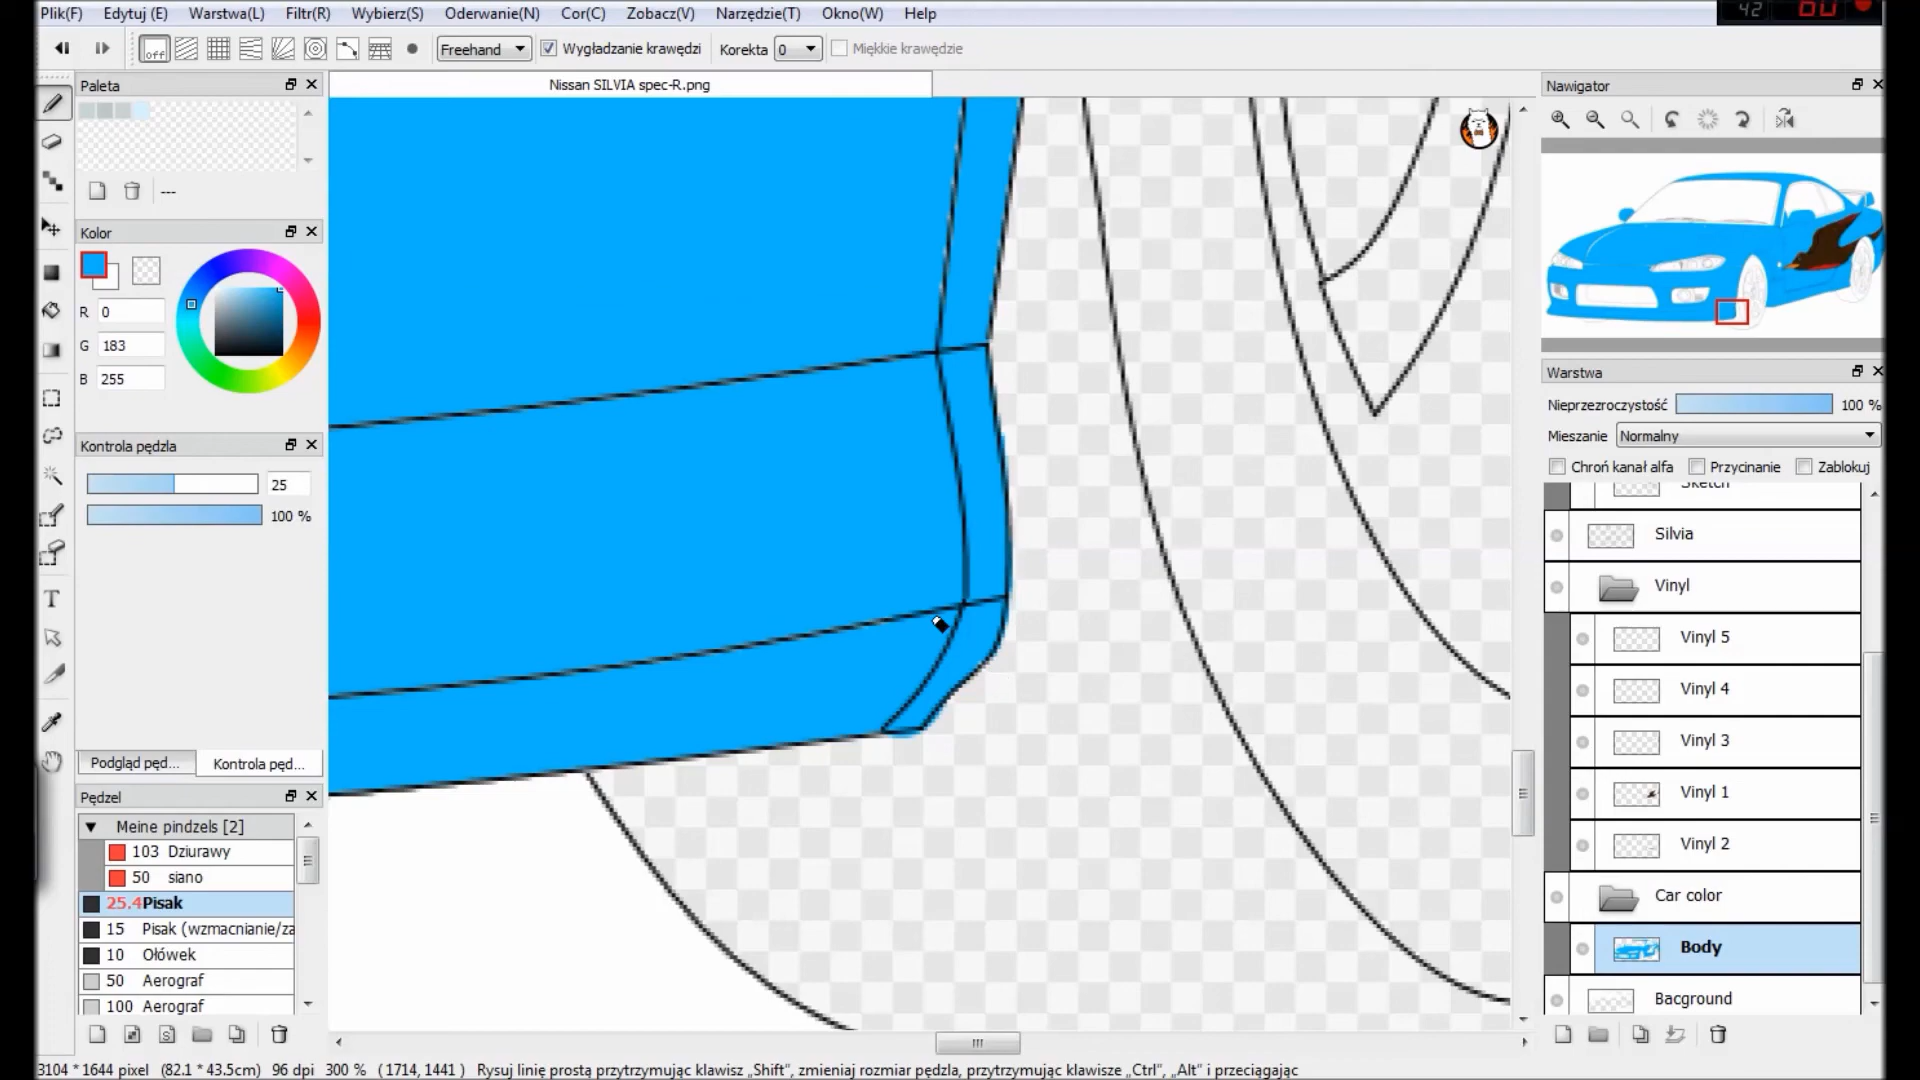 Plik(F) Edytuj (E) Warstwa(L) Filtr(R) Wybierz(S) Oderwanie(N) Cor(C) Zobacz(V) Narzędzie(T) Okno(W) Help
42 60
off Freehand Wygładzanie krawędzi Korekta 0 Miękkie krawędzie
Paleta
Nissan SILVIA spec-R.png
Nawigator
---
Kolor
R 0
G 183
B 255
Kontrola pędzla
25
100 %
Podgląd pęd... Kontrola pęd...
Pędzel
Meine pindzels [2]
103 Dziurawy
50 siano
25.4 Pisak
15 Pisak (wzmacnianie/za
10 Ołówek
50 Aerograf
100 Aerograf
Warstwa
Nieprzezroczystość 100 %
Mieszanie Normalny
Chroń kanał alfa Przycinanie Zablokuj
Sketch
Silvia
Vinyl
Vinyl 5
Vinyl 4
Vinyl 3
Vinyl 1
Vinyl 2
Car color
Body
Bacground
T
3104 * 1644 pixel (82.1 * 43.5cm) 96 dpi 300 % ( 1714, 1441 ) Rysuj linię prostą przytrzymując klawisz „Shift”, zmieniaj rozmiar pędzla, przytrzymując klawisze „Ctrl”, „Alt” i przeciągając